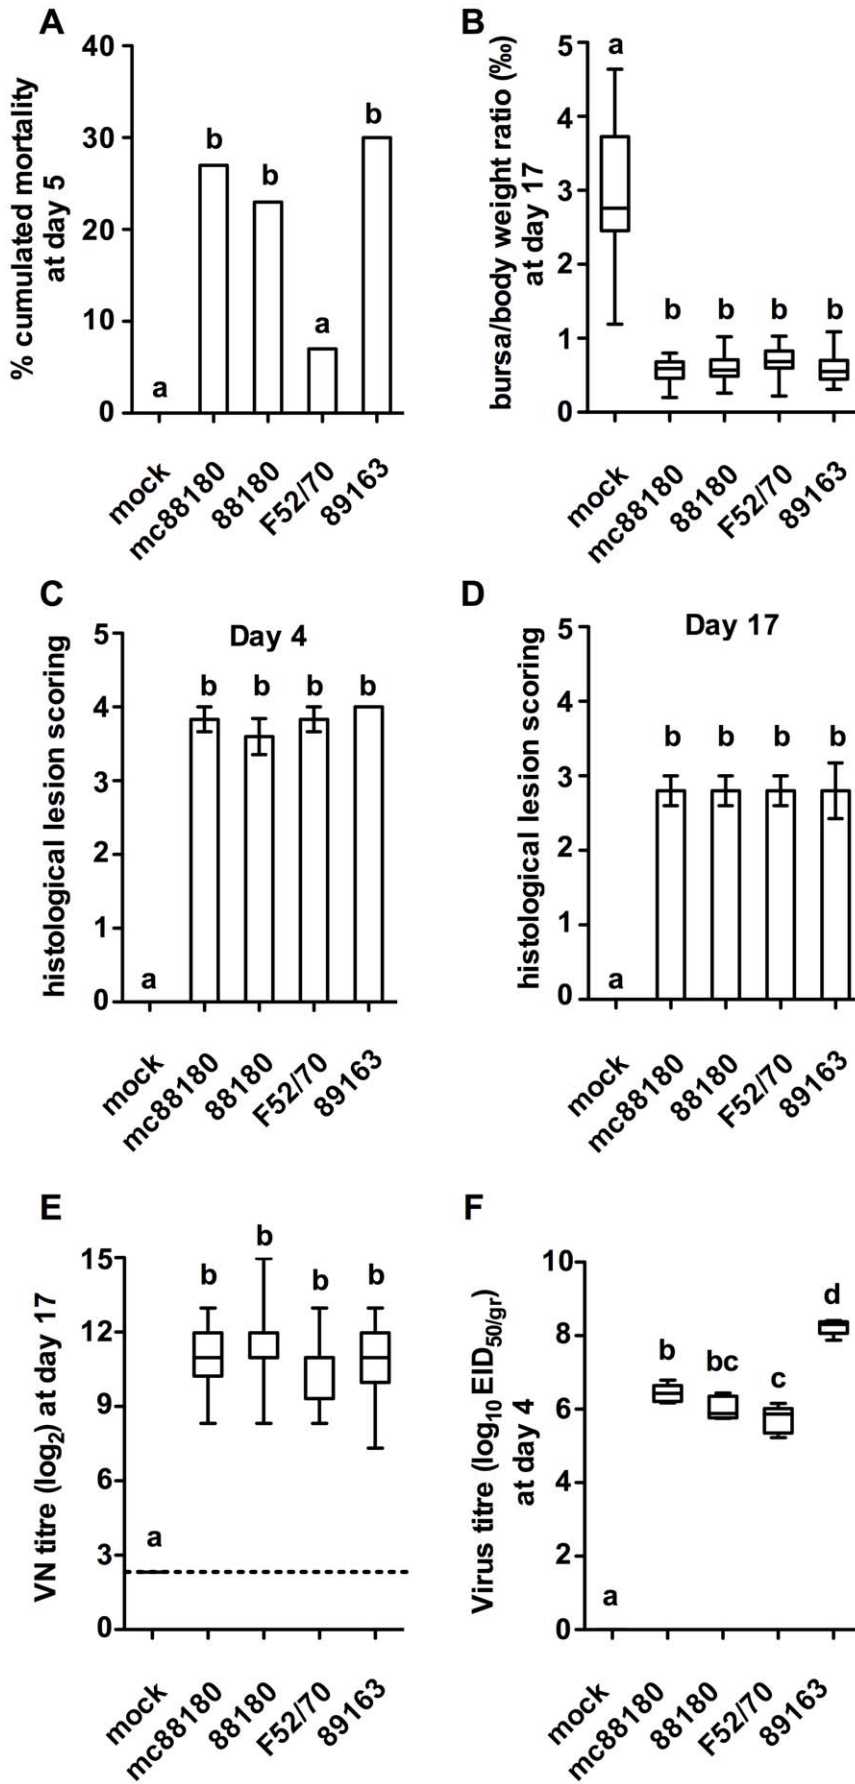 A
% cumulated mortality
at day 5
40
30
20
10
0
a
b
b
a
b
mock
mc88180
88180
F52/70
89163
B
bursa/body weight ratio (‰)
at day 17
5
4
3
2
1
0
a
b
b
b
b
mock
mc88180
88180
F52/70
89163
C
Day 4
histological lesion scoring
5
4
3
2
1
0
a
b
b
b
b
mock
mc88180
88180
F52/70
89163
D
Day 17
histological lesion scoring
5
4
3
2
1
0
a
b
b
b
b
mock
mc88180
88180
F52/70
89163
E
VN titre (log2) at day 17
15
12
9
6
3
0
a
b
b
b
b
mock
mc88180
88180
F52/70
89163
F
Virus titre (log10 EID50/gr)
at day 4
10
8
6
4
2
0
a
b
bc
c
d
mock
mc88180
88180
F52/70
89163